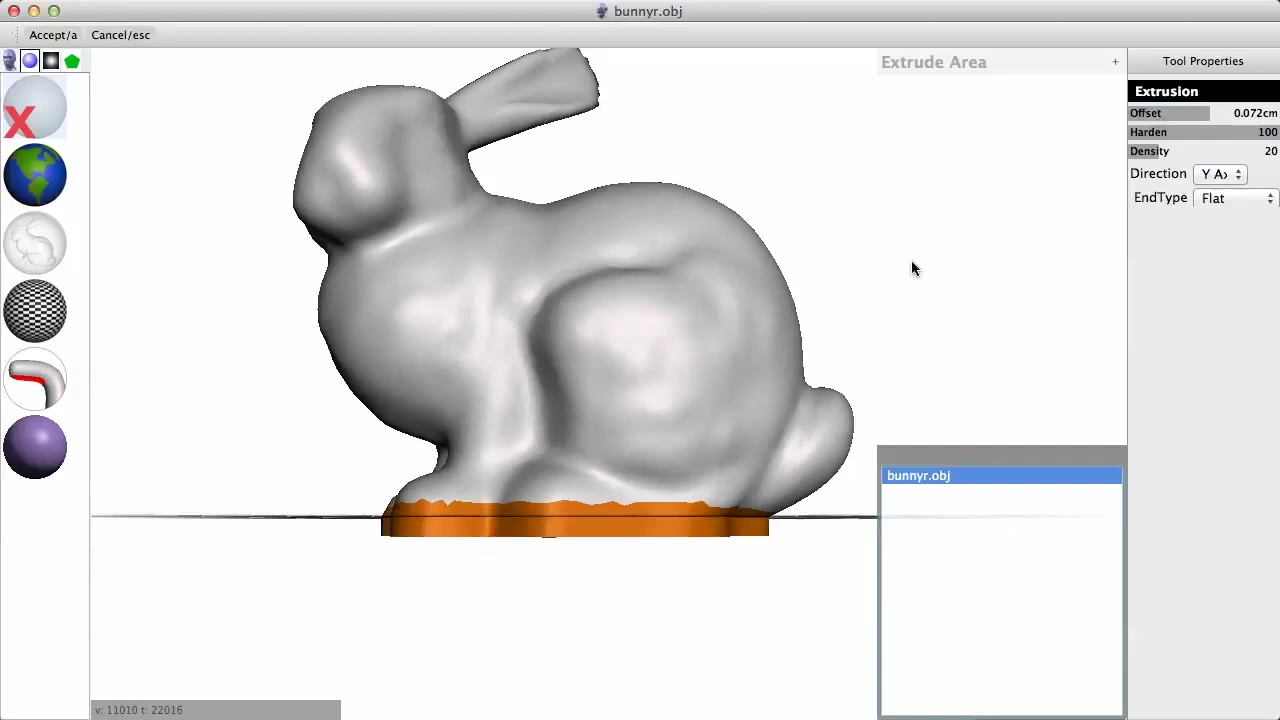 bunnyr.obj
Accept/a Cancel/esc
Extrude Area +
Tool Properties
Extrusion
Offset 0.072cm
Harden 100
Density 20
Direction Y Ax
EndType Flat
bunnyr.obj
v: 11010 t: 22016